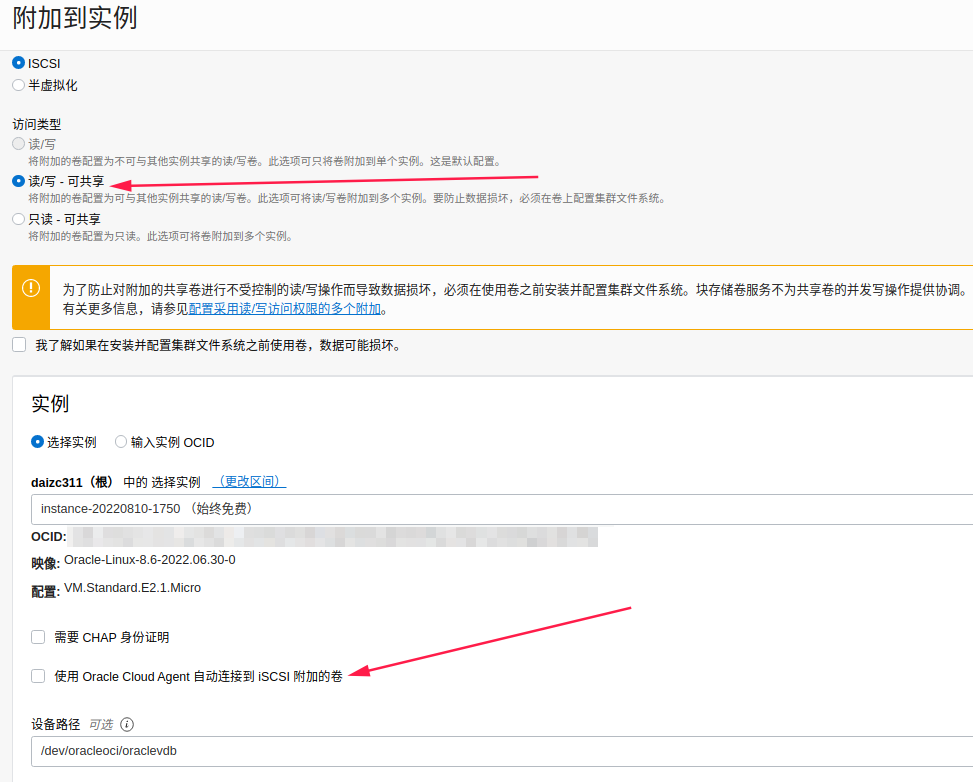 附加到实例
ISCSI
半虚拟化
访问类型
读/写
将附加的卷配置为不可与其他实例共享的读/写卷。此选项可只将卷附加到单个实例。这是默认配置。
读/写 - 可共享
将附加的卷配置为可与其他实例共享的读/写卷。此选项可将读/写卷附加到多个实例。要防止数据损坏，必须在卷上配置集群文件系统。
只读 - 可共享
将附加的卷配置为只读。此选项可将卷附加到多个实例。
为了防止对附加的共享卷进行不受控制的读/写操作而导致数据损坏，必须在使用卷之前安装并配置集群文件系统。块存储卷服务不为共享卷的并发写操作提供协调。
有关更多信息，请参见配置采用读/写访问权限的多个附加。
我了解如果在安装并配置集群文件系统之前使用卷，数据可能损坏。
实例
选择实例 输入实例 OCID
daizc311（根） 中的 选择实例 （更改区间）
instance-20220810-1750 （始终免费）
OCID:
映像: Oracle-Linux-8.6-2022.06.30-0
配置: VM.Standard.E2.1.Micro
需要 CHAP 身份证明
使用 Oracle Cloud Agent 自动连接到 iSCSI 附加的卷
设备路径 可选 i
/dev/oracleoci/oraclevdb